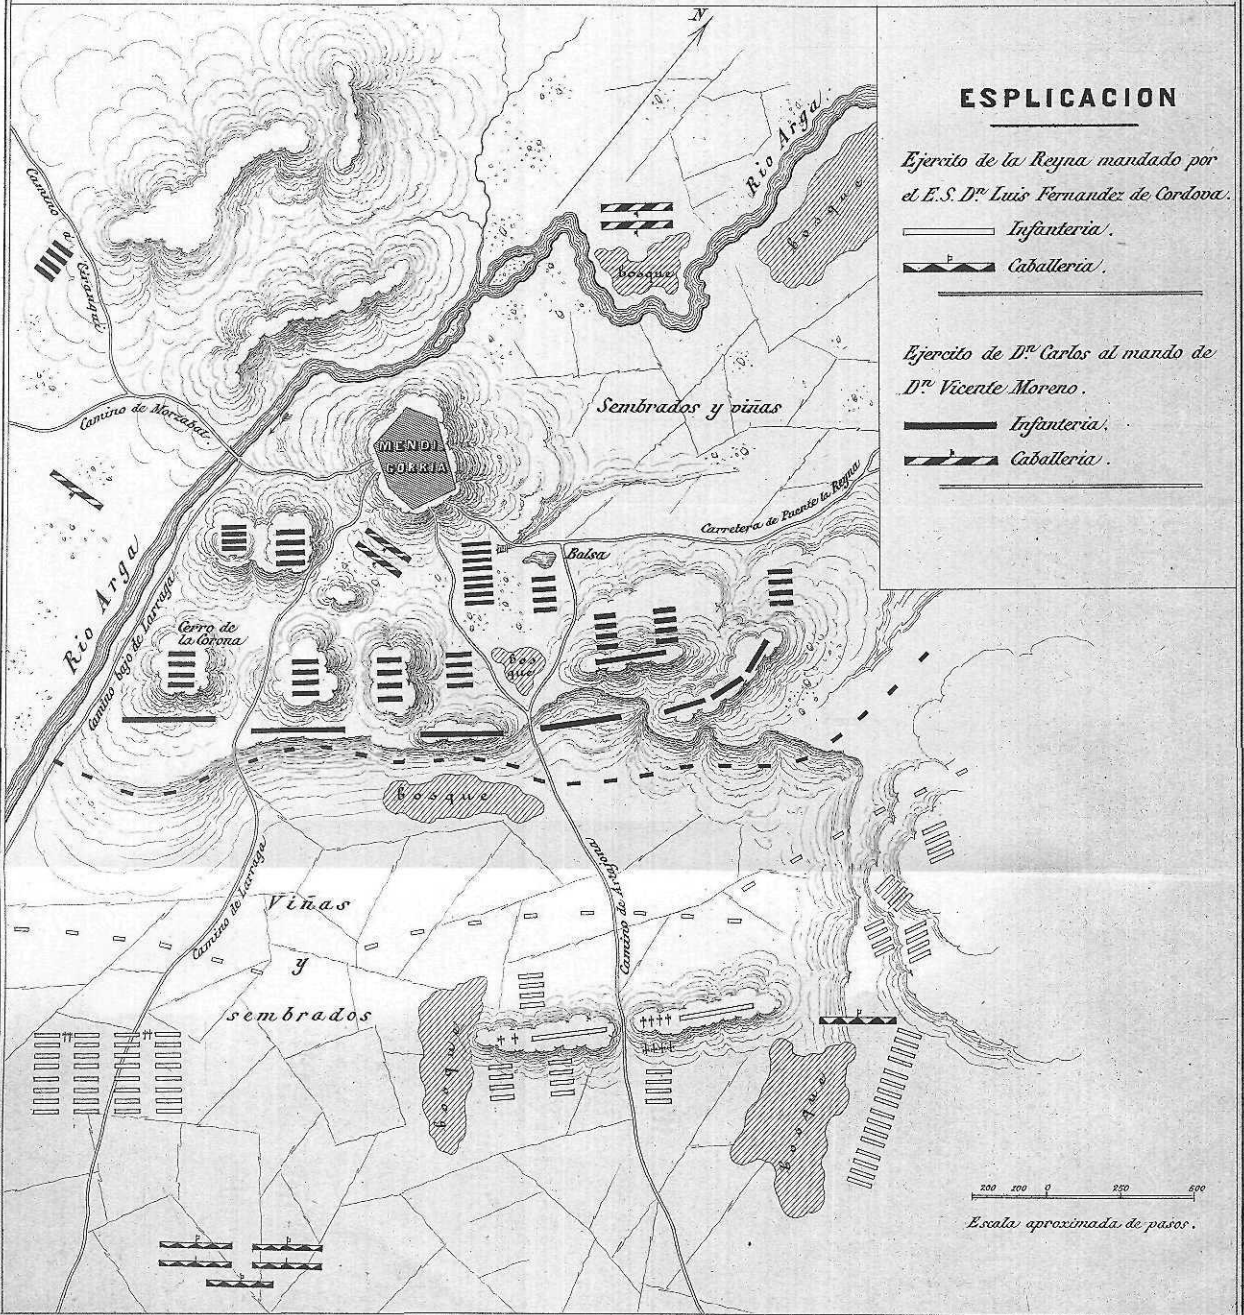 N
ESPLICACION
Ejercito de la Reyna mandado por
el E.S. Dⁿ Luis Fernandez de Cordova.
Infanteria.
Caballeria.
Ejercito de Dⁿ Carlos al mando de
Dⁿ Vicente Moreno.
Infanteria.
Caballeria.
Rio Arga
bosque
bosque
Camino a
Cirauqui
Camino de Morzabal.
MENDI
GORRIA
Sembrados y viñas
Carretera de Puente la Reyna
Balsa
Rio Arga
Camino bajo de Larraga
Cerro de
la Corona
bos
que
bosque
Camino de Larraga
Viñas
y
sembrados
Camino de Artajona
bosque
bosque
200 100 0 250 500
Escala aproximada de pasos.